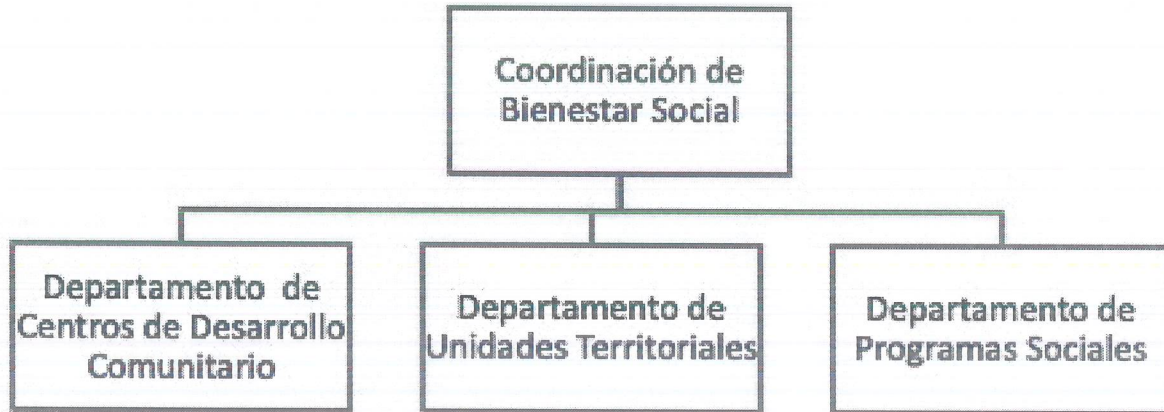 Coordinación de
Bienestar Social
Departamento de
Centros de Desarrollo
Comunitario
Departamento de
Unidades Territoriales
Departamento de
Programas Sociales